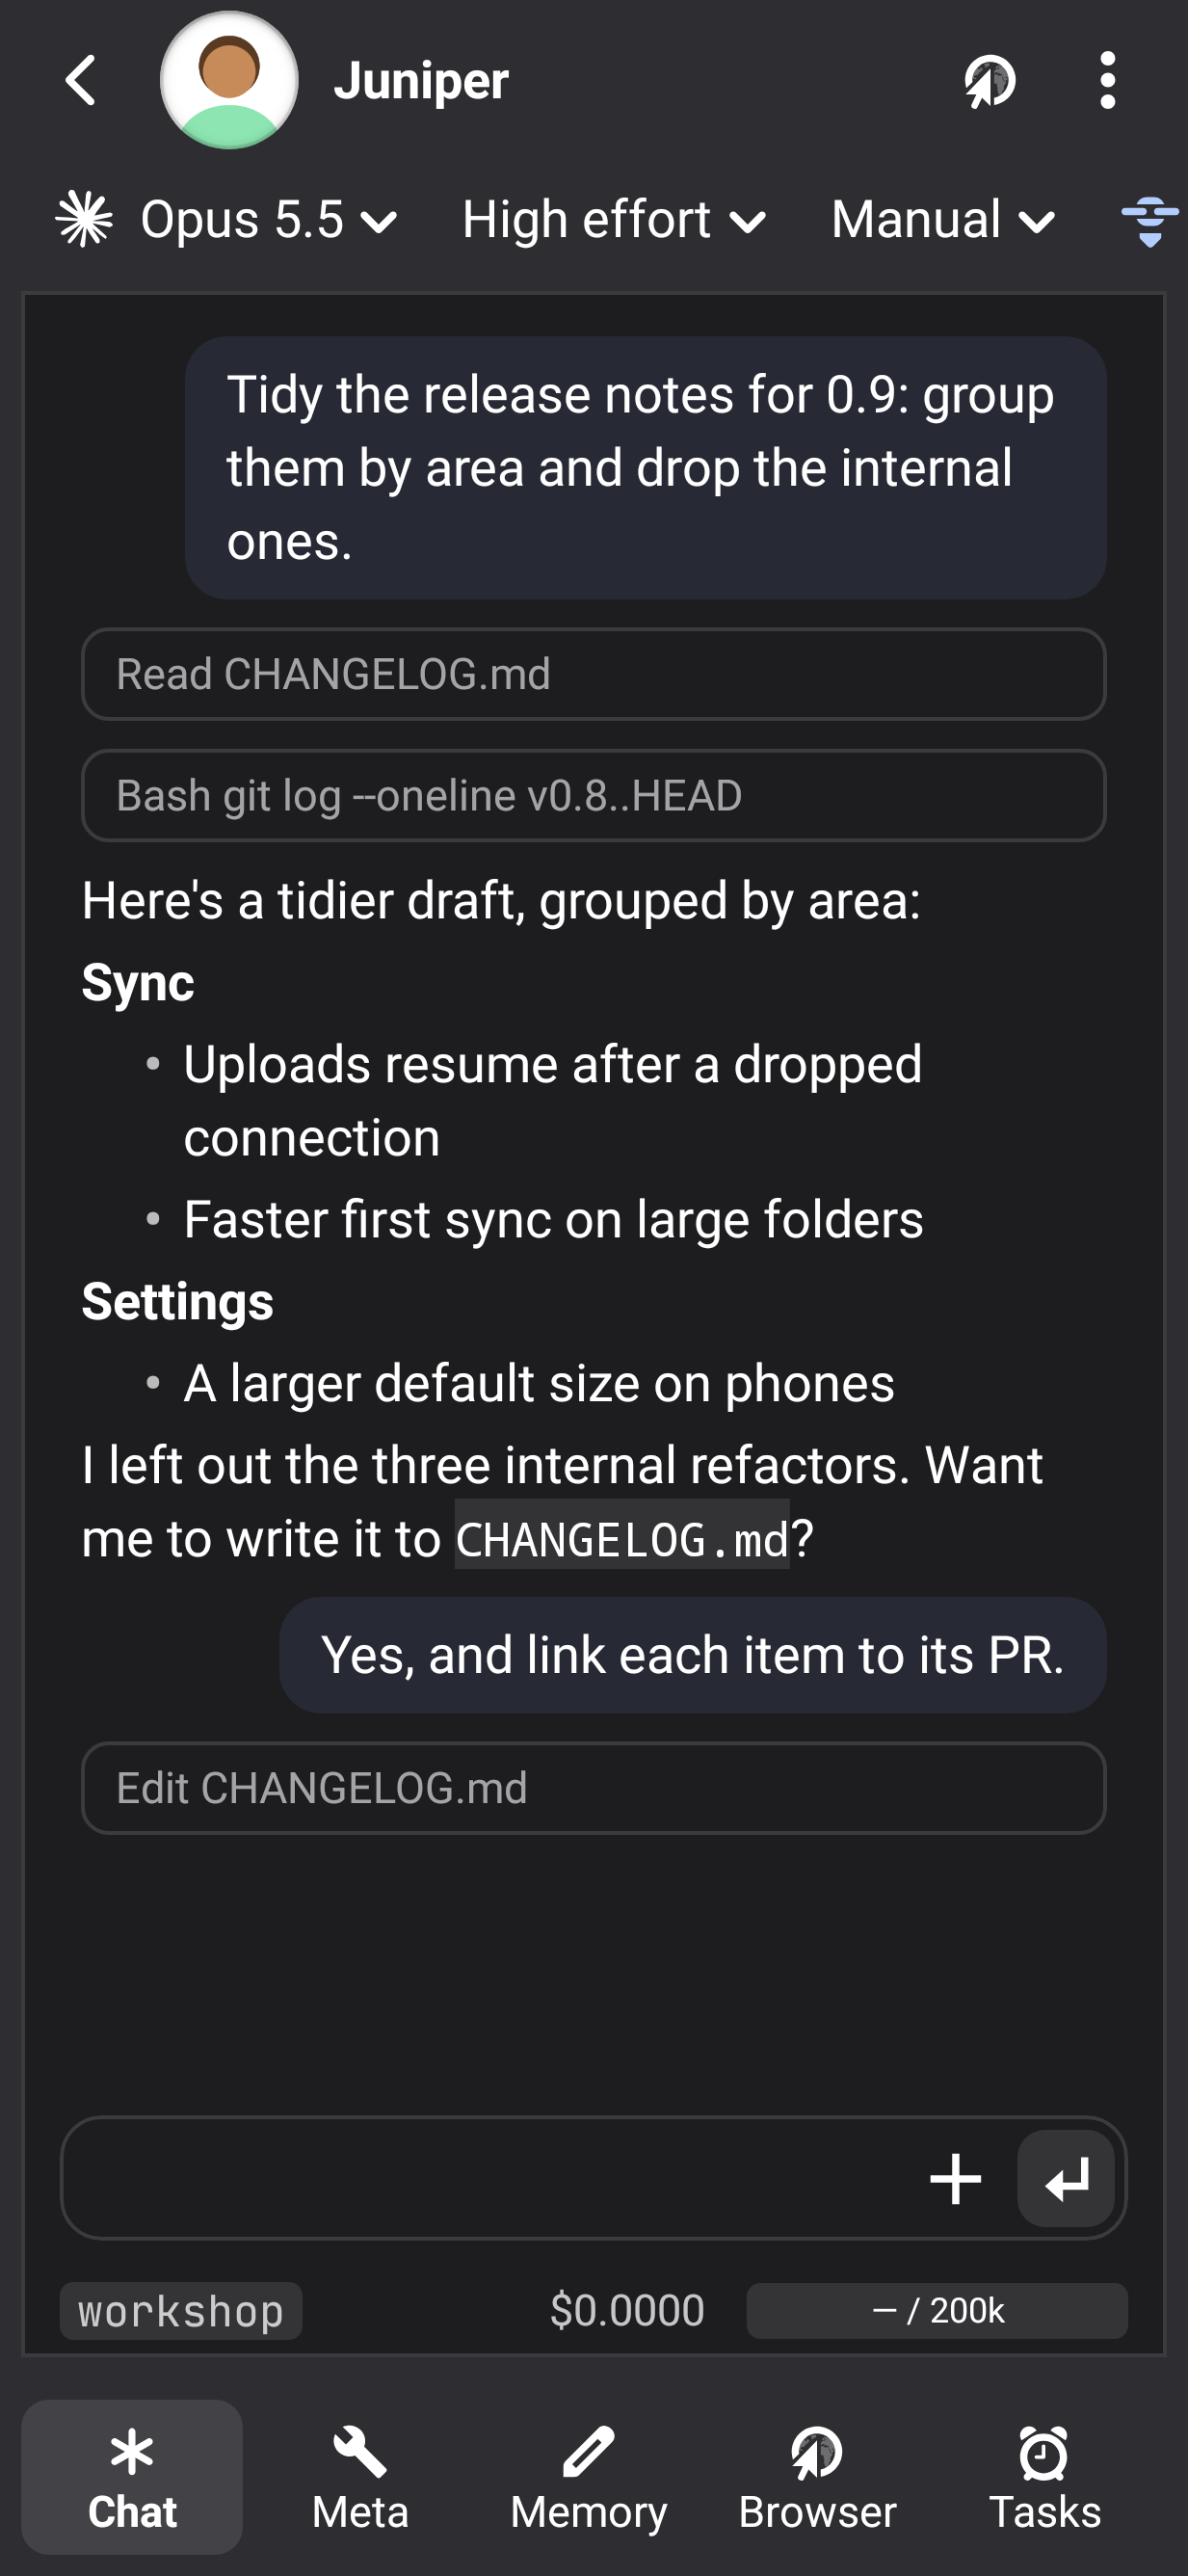 Juniper
Opus 5.5 High effort Manual
Tidy the release notes for 0.9: group
them by area and drop the internal
ones.
Read CHANGELOG.md
Bash git log --oneline v0.8..HEAD
Here's a tidier draft, grouped by area:
Sync
• Uploads resume after a dropped
connection
• Faster first sync on large folders
Settings
• A larger default size on phones
I left out the three internal refactors. Want
me to write it to CHANGELOG.md?
Yes, and link each item to its PR.
Edit CHANGELOG.md
workshop $0.0000 – / 200k
Chat Meta Memory Browser Tasks